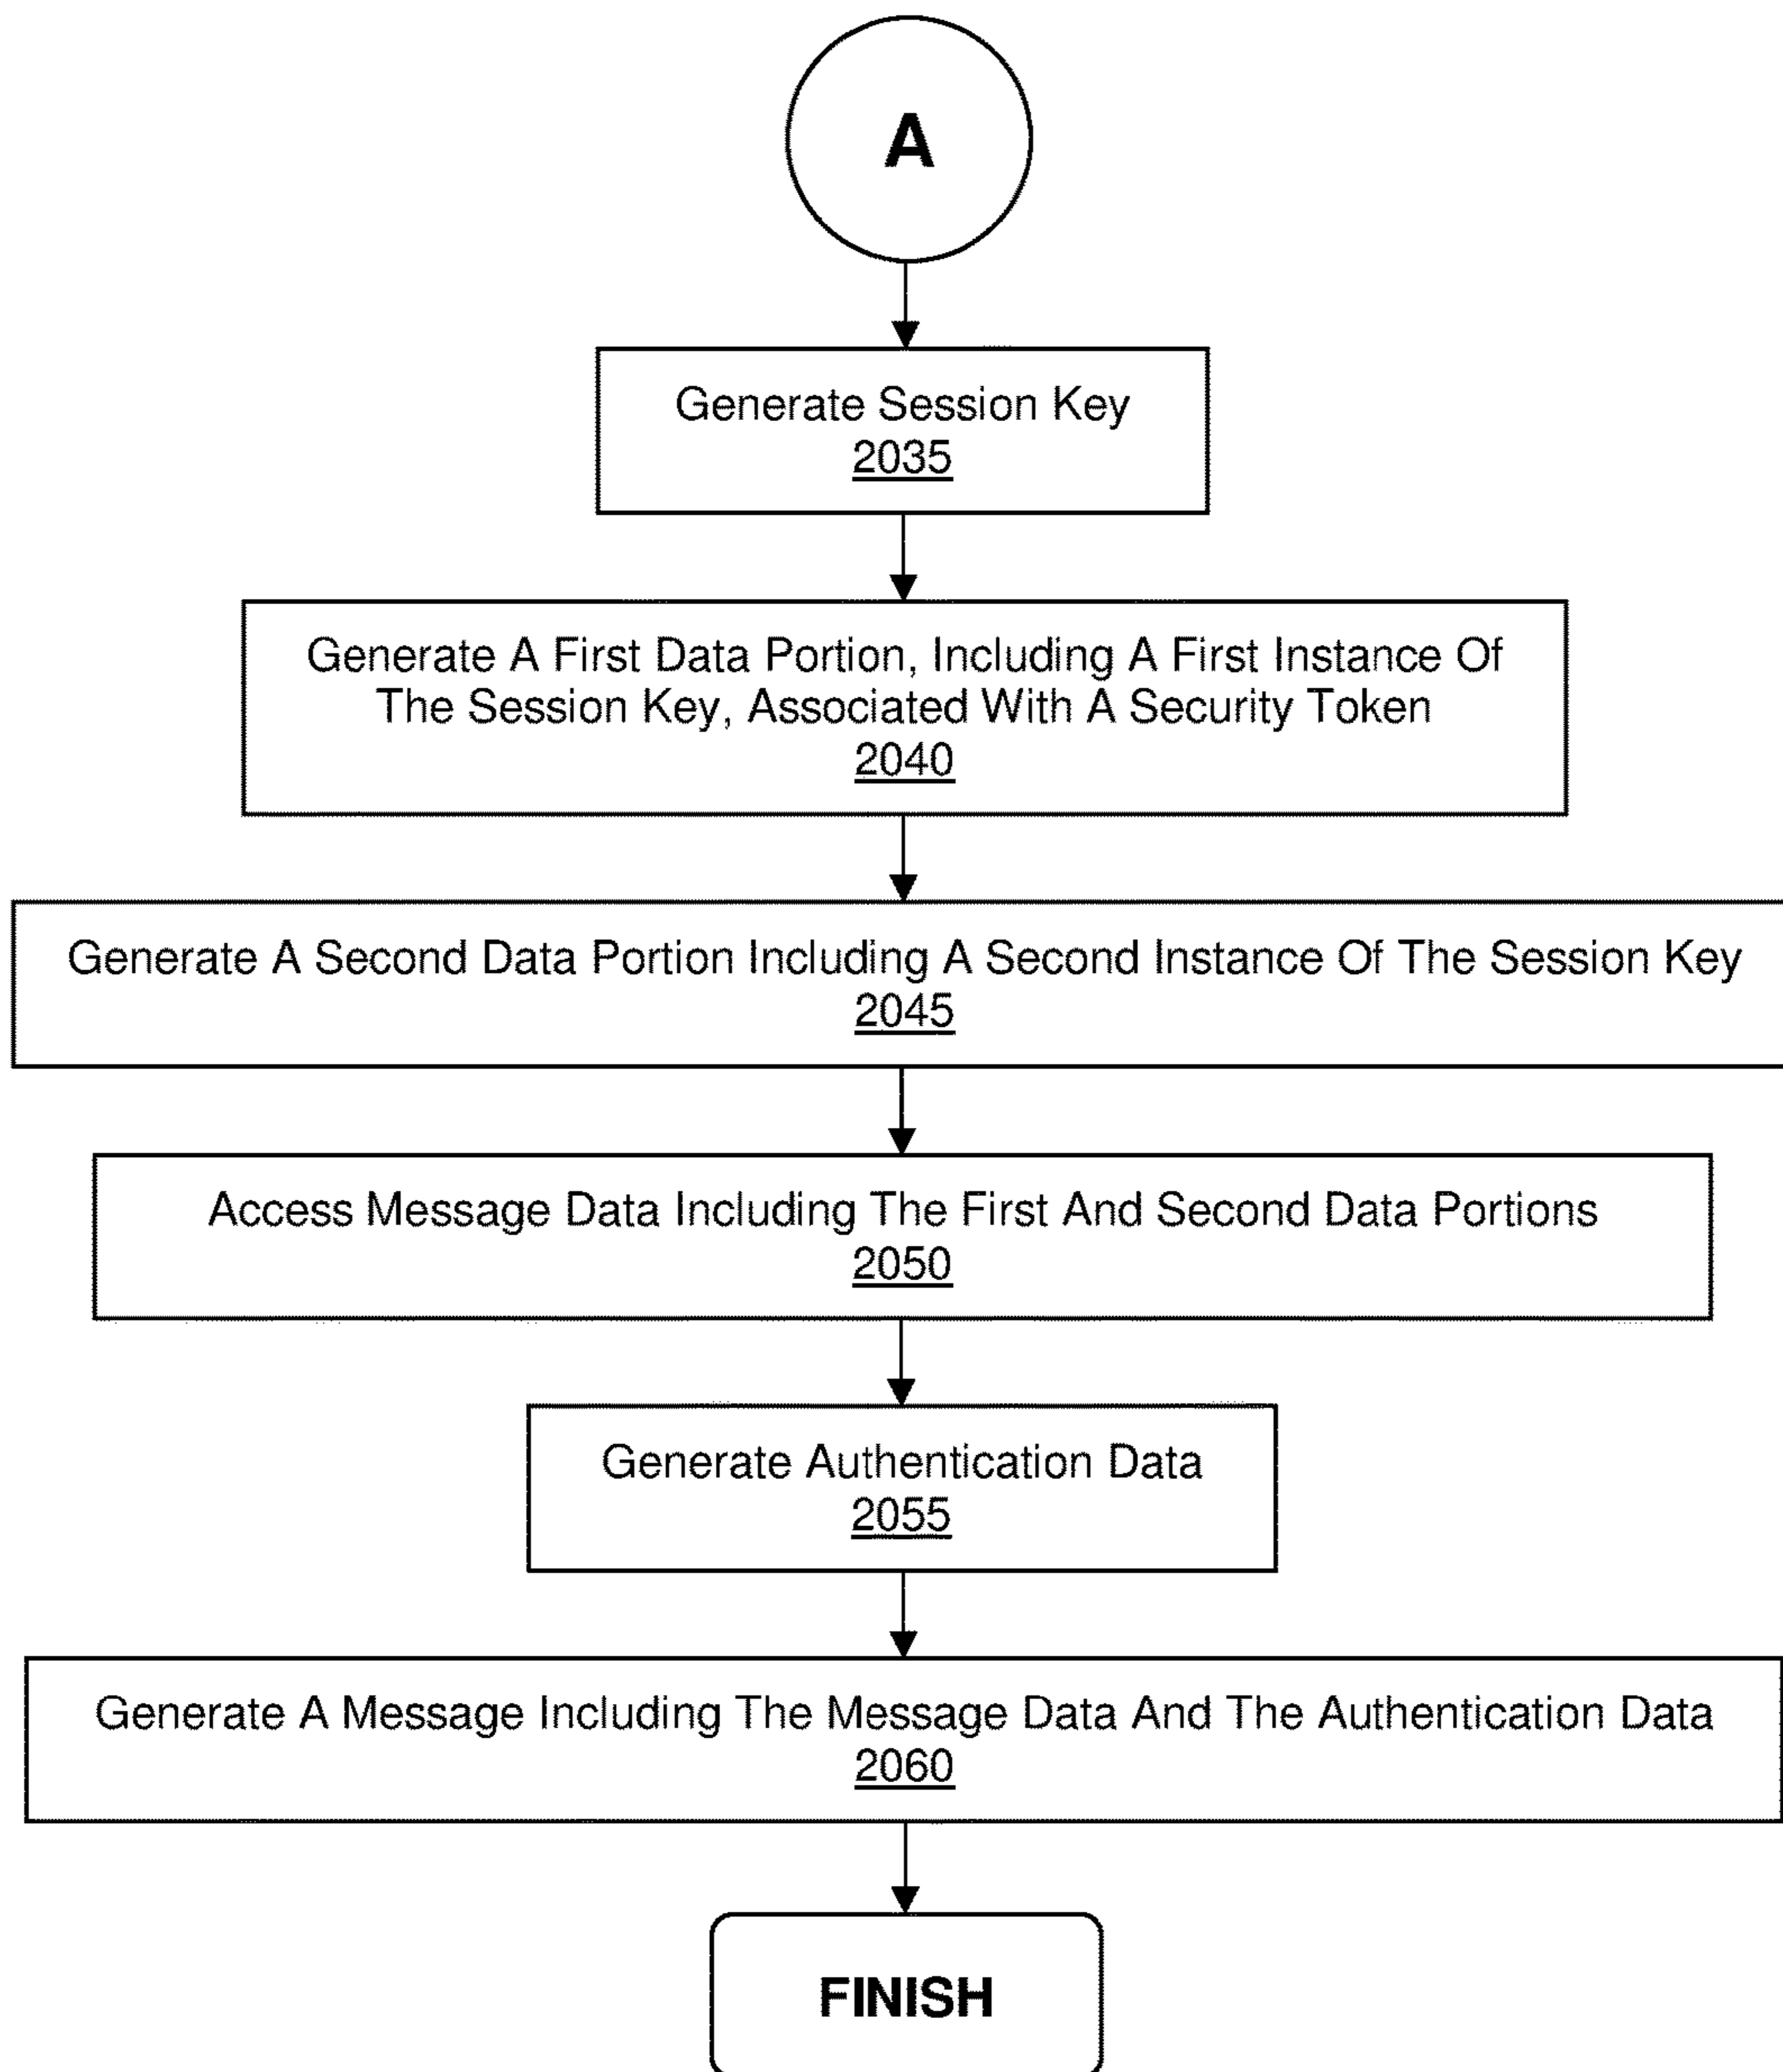 A
Generate Session Key
2035
Generate A First Data Portion, Including A First Instance Of
The Session Key, Associated With A Security Token
2040
Generate A Second Data Portion Including A Second Instance Of The Session Key
2045
Access Message Data Including The First And Second Data Portions
2050
Generate Authentication Data
2055
Generate A Message Including The Message Data And The Authentication Data
2060
FINISH